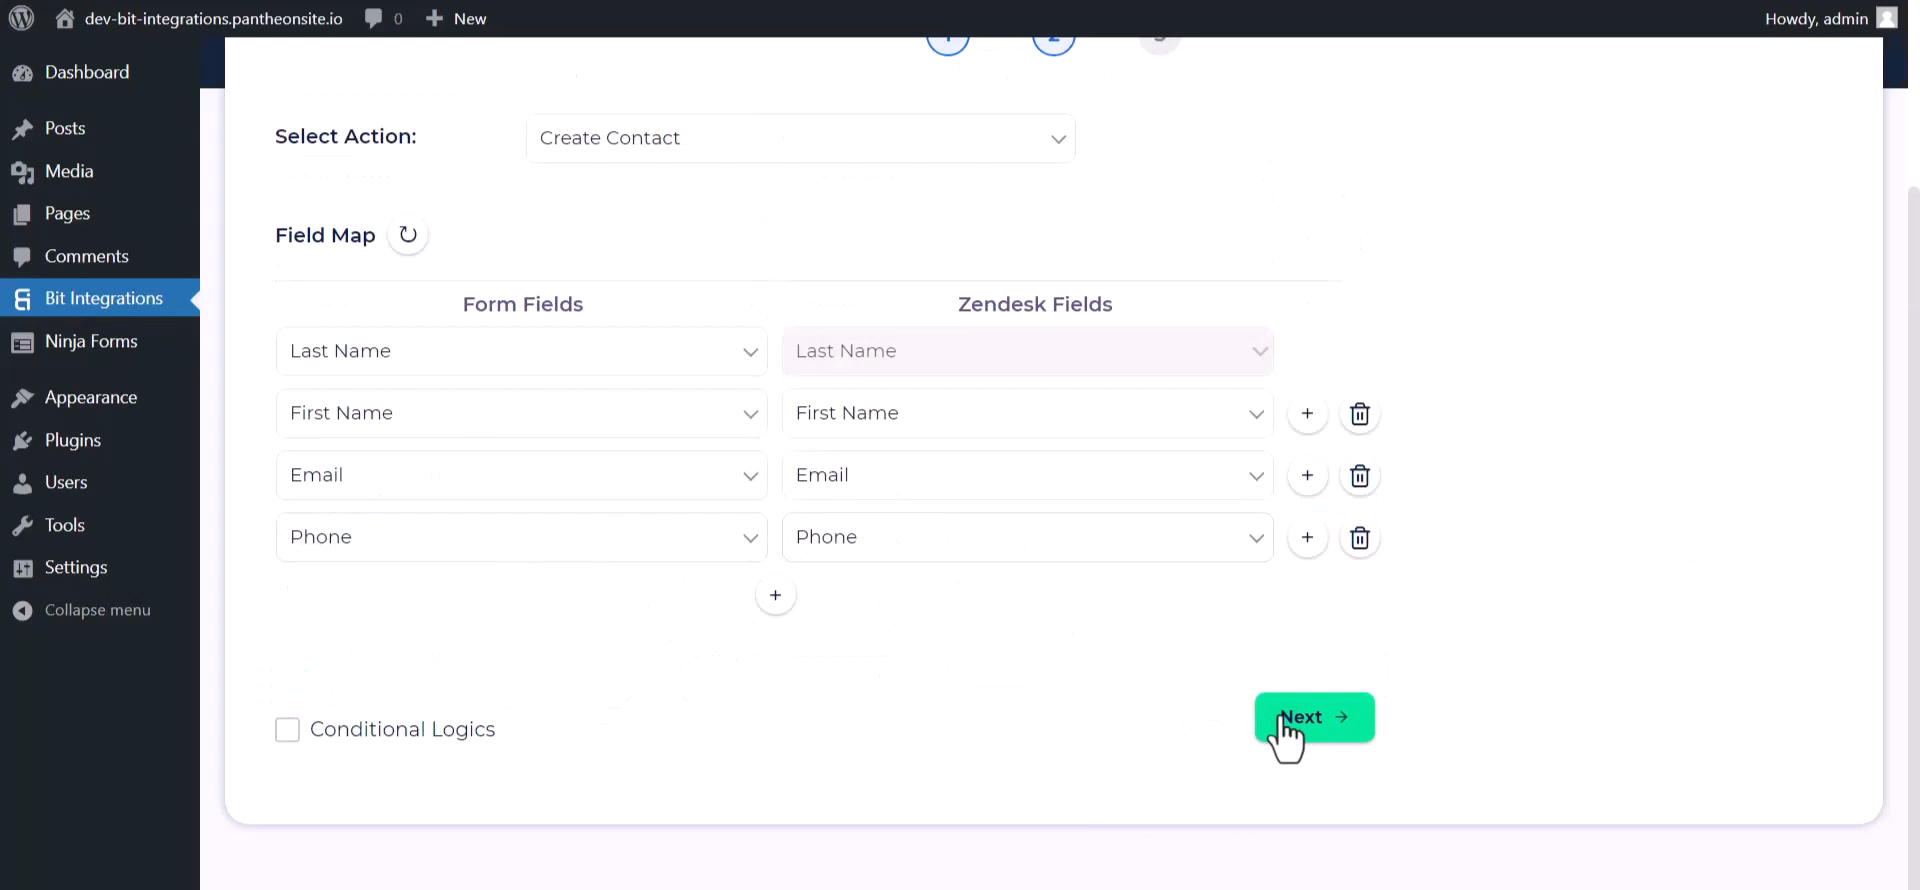 dev-bit-integrations.pantheonsite.io 0 New Howdy, admin
Dashboard
Posts
Media
Pages
Comments
Bit Integrations
Ninja Forms
Appearance
Plugins
Users
Tools
Settings
Collapse menu
Select Action: Create Contact
Field Map
Form Fields Zendesk Fields
Last Name Last Name
First Name First Name
Email Email
Phone Phone
Conditional Logics
Next